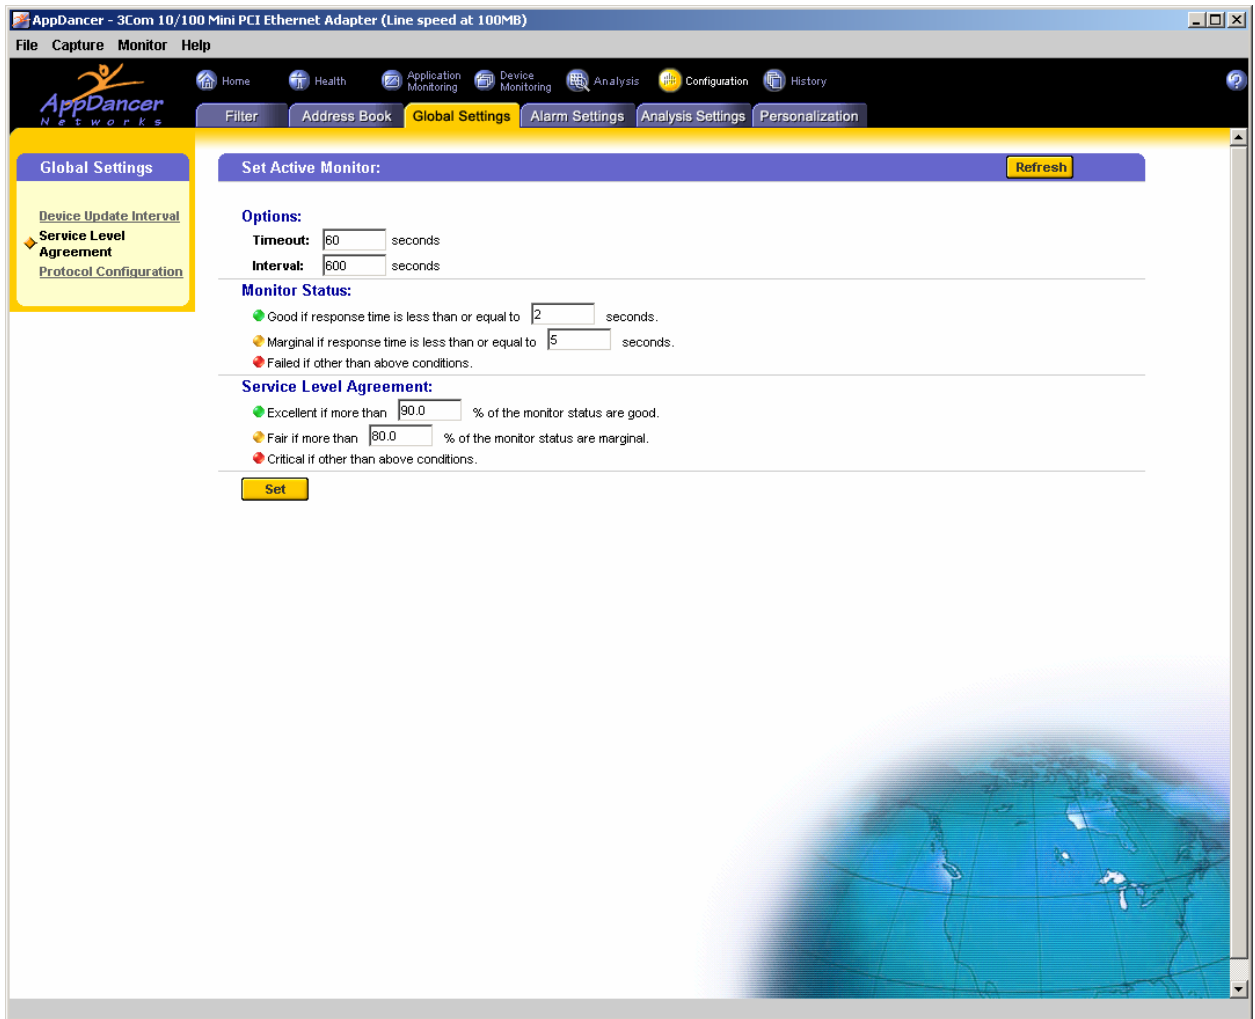 AppDancer - 3Com 10/100 Mini PCI Ethernet Adapter (Line speed at 100MB)
File Capture Monitor Help
AppDancer
Networks
Home
Health
Application Monitoring
Device Monitoring
Analysis
Configuration
History
?
Filter
Address Book
Global Settings
Alarm Settings
Analysis Settings
Personalization
Global Settings
Device Update Interval
Service Level
Agreement
Protocol Configuration
Set Active Monitor:
Refresh
Options:
Timeout: 60 seconds
Interval: 600 seconds
Monitor Status:
Good if response time is less than or equal to 2 seconds.
Marginal if response time is less than or equal to 5 seconds.
Failed if other than above conditions.
Service Level Agreement:
Excellent if more than 90.0 % of the monitor status are good.
Fair if more than 80.0 % of the monitor status are marginal.
Critical if other than above conditions.
Set